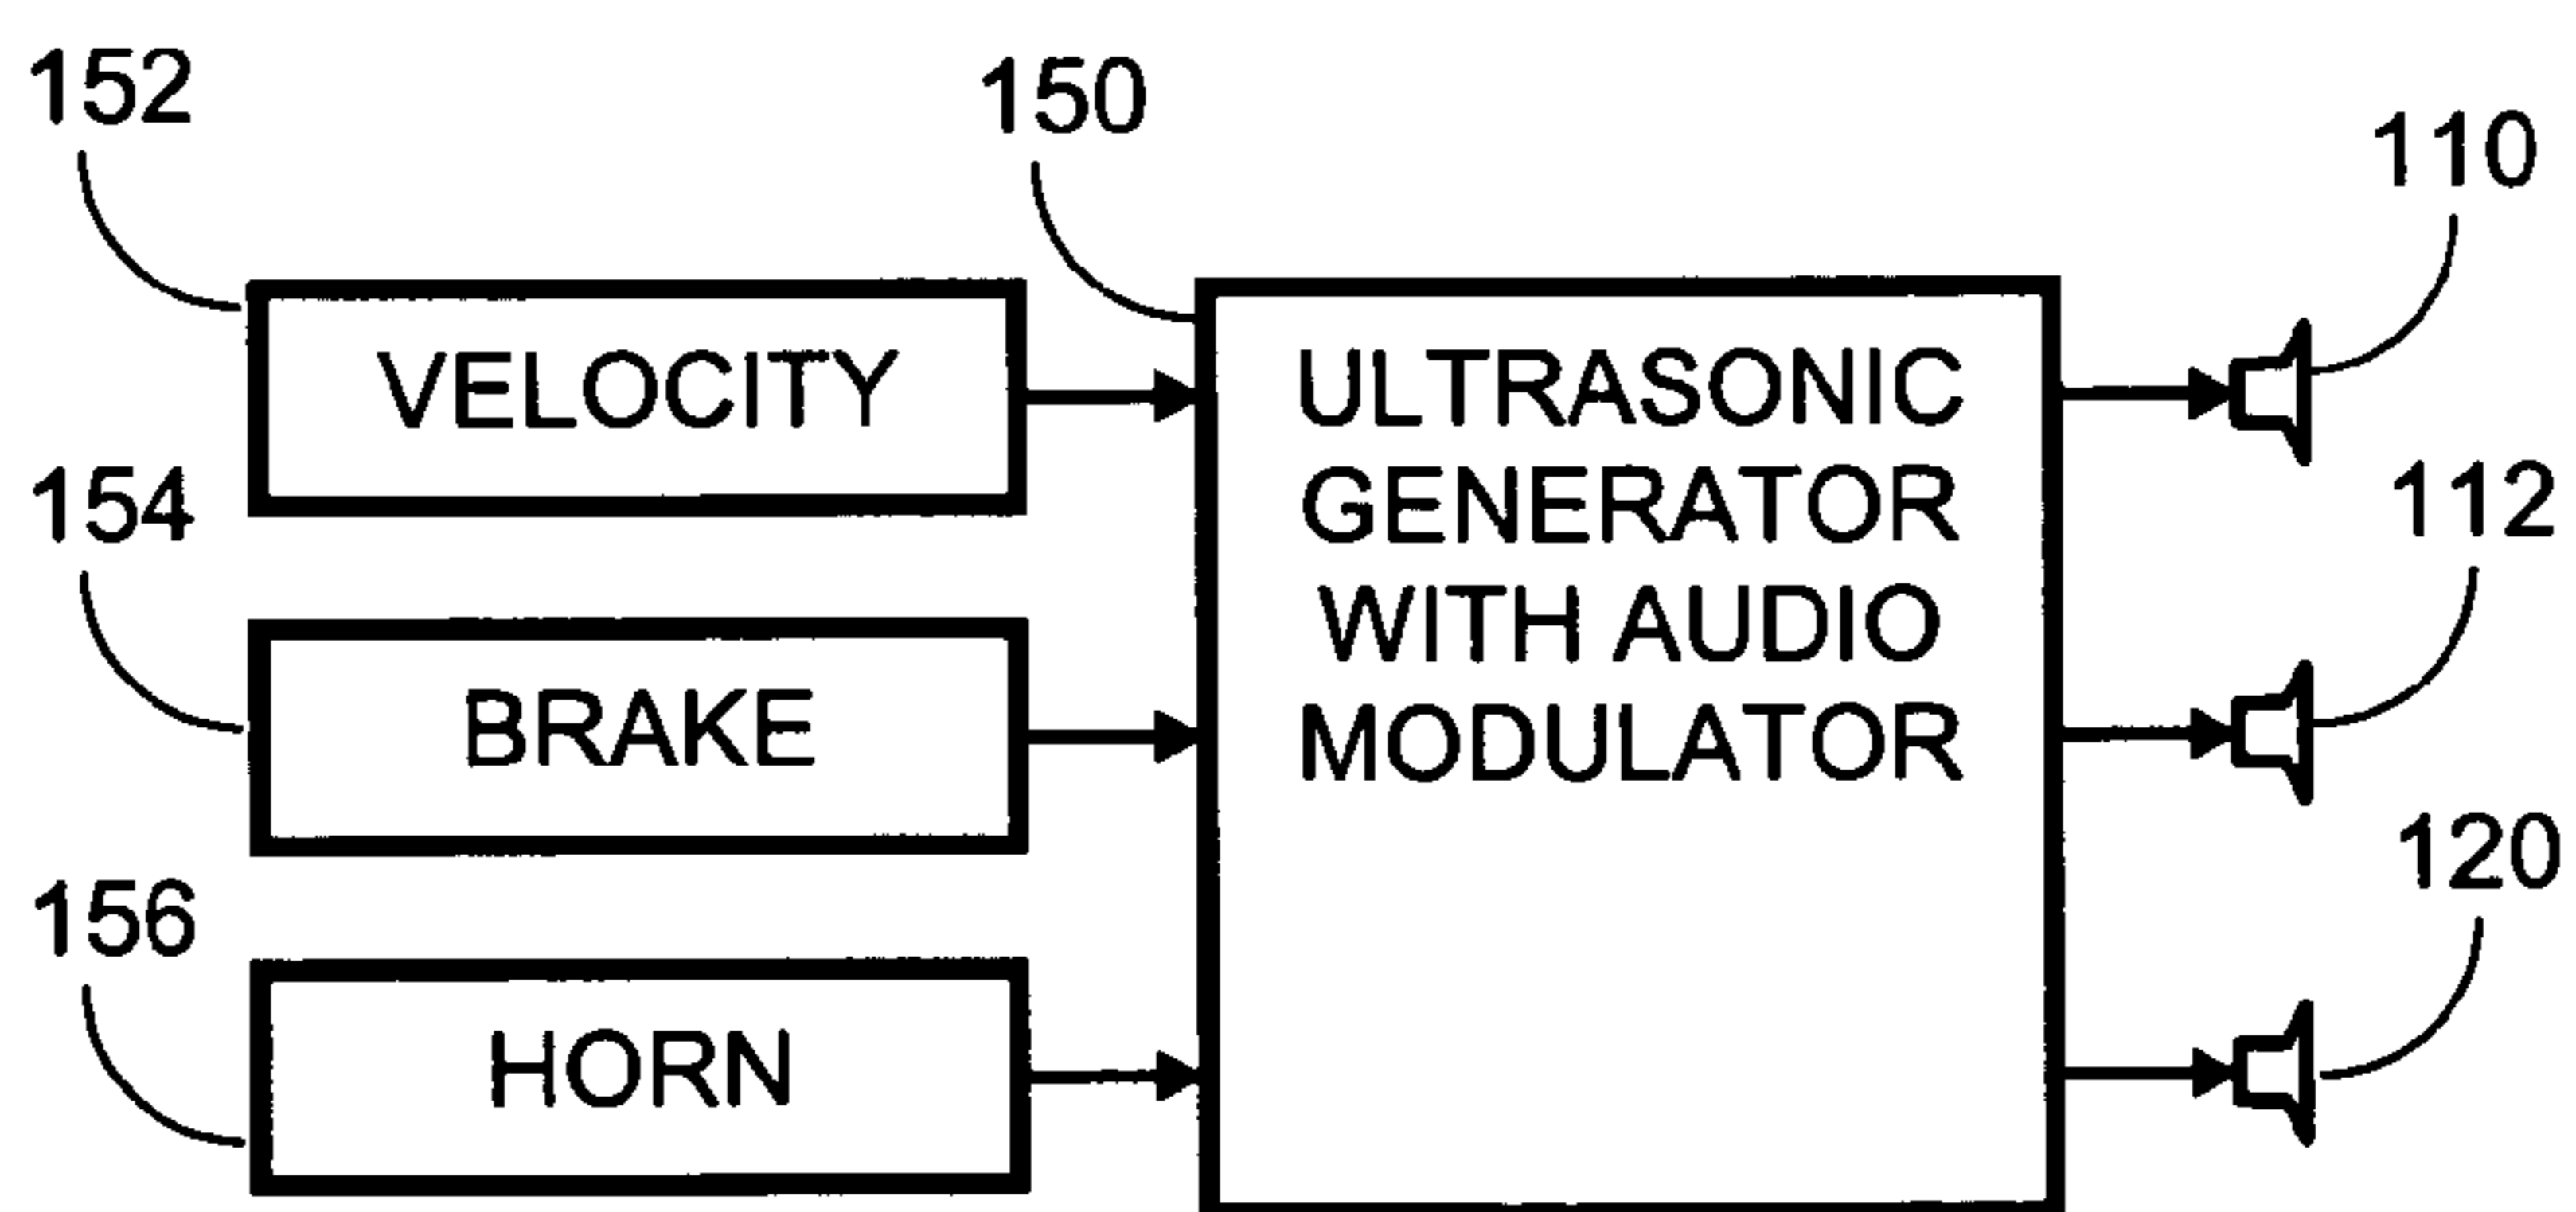 152
150
110
VELOCITY
ULTRASONIC
GENERATOR
WITH AUDIO
MODULATOR
154
112
BRAKE
156
120
HORN